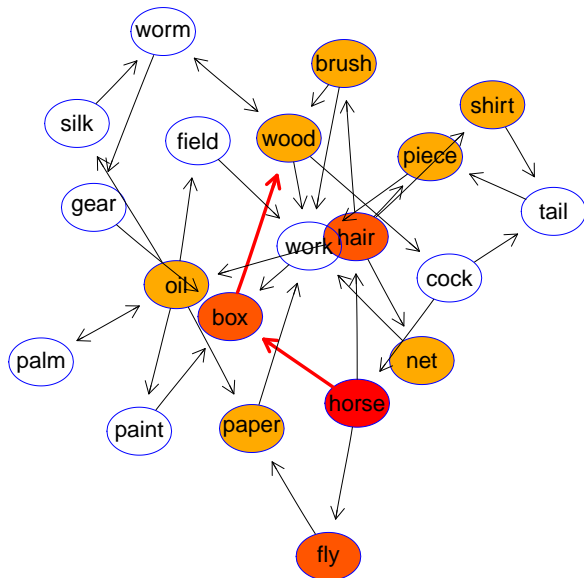 worm
brush
shirt
silk
field
wood
piece
gear
tail
work
hair
oil
cock
box
palm
net
horse
paint
paper
fly